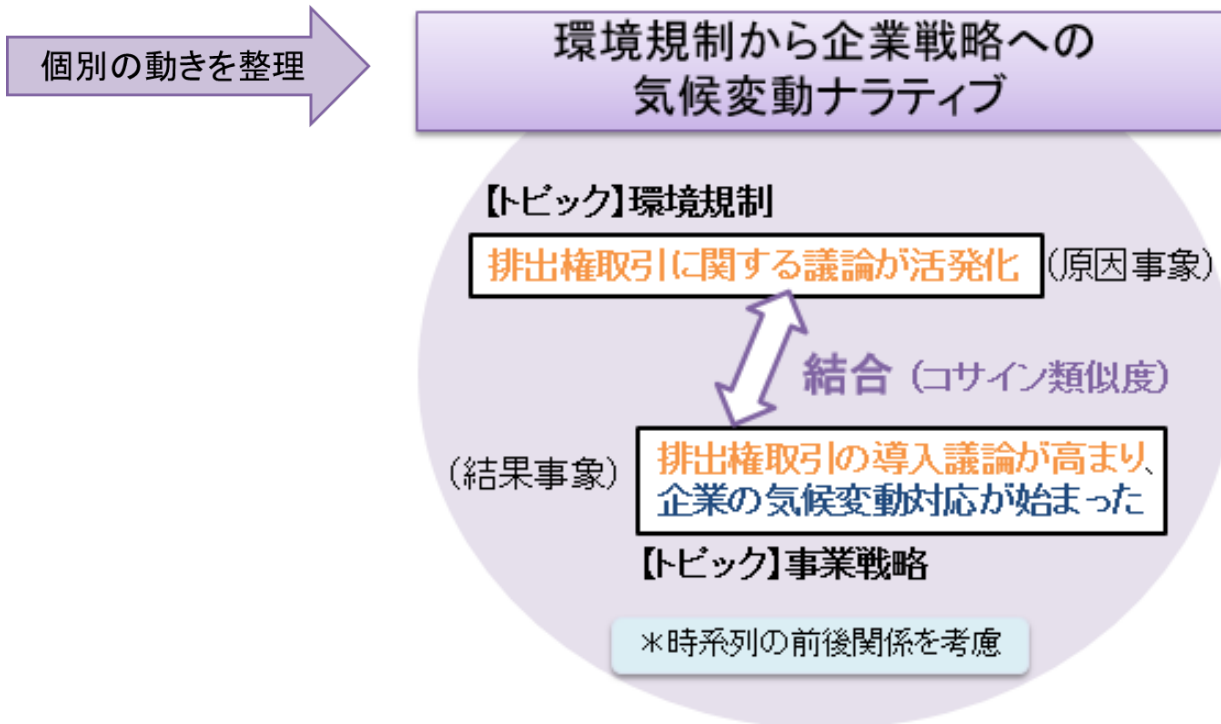 個別の動きを整理
環境規制から企業戦略への
気候変動ナラティブ
【トピック】環境規制
排出権取引に関する議論が活発化
(原因事象)
結合 (コサイン類似度)
(結果事象)
排出権取引の導入議論が高まり、
企業の気候変動対応が始まった
【トピック】事業戦略
*時系列の前後関係を考慮